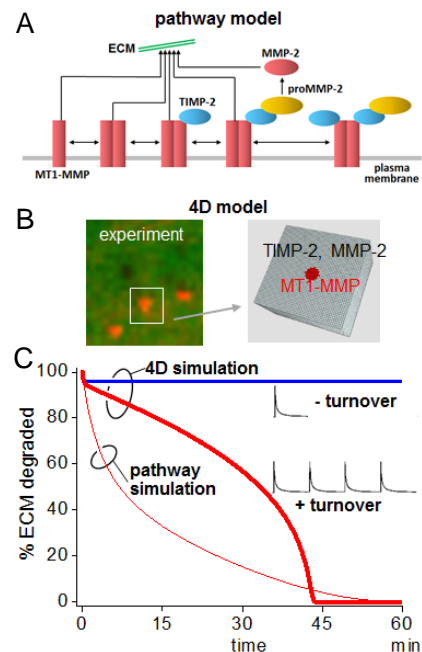 A
pathway model
ECM
MMP-2
proMMP-2
TIMP-2
MT1-MMP
plasma
membrane
B
4D model
experiment
TIMP-2, MMP-2
MT1-MMP
C
100
80
60
40
20
0
% ECM degraded
4D simulation
- turnover
pathway
simulation
+ turnover
0
15
30
45
60
time
min